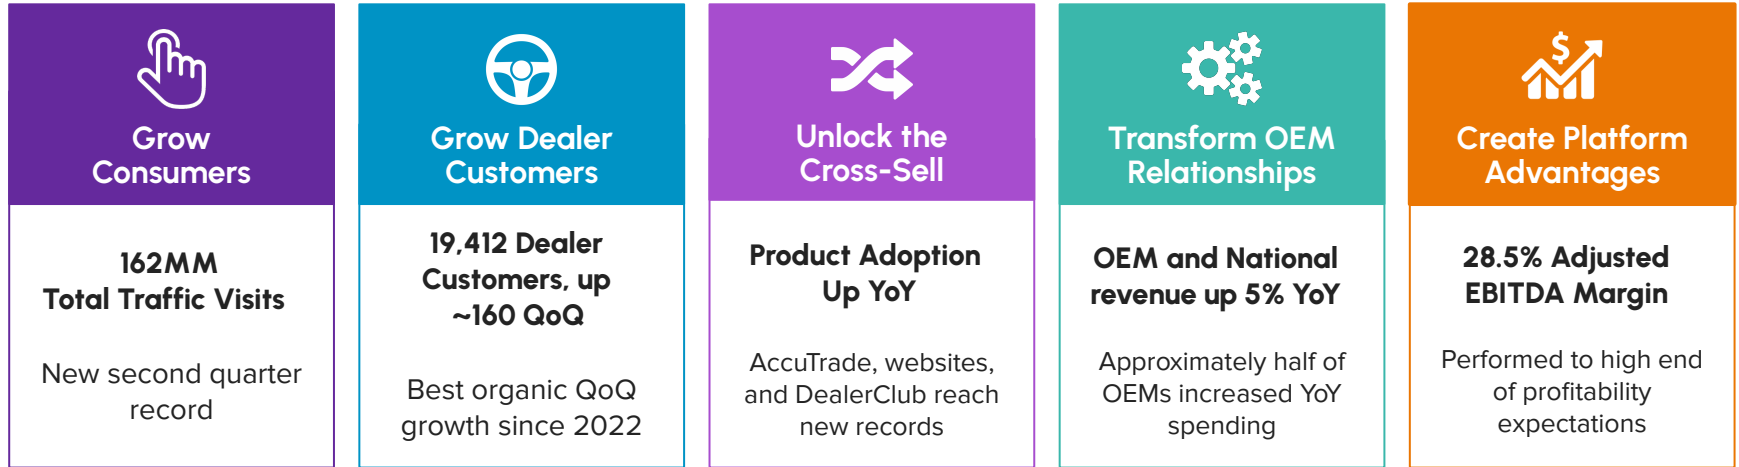 Grow
Consumers
162MM
Total Traffic Visits
New second quarter
record
Grow Dealer
Customers
19,412 Dealer
Customers, up
~160 QoQ
Best organic QoQ
growth since 2022
Unlock the
Cross-Sell
Product Adoption
Up YoY
AccuTrade, websites,
and DealerClub reach
new records
Transform OEM
Relationships
OEM and National
revenue up 5% YoY
Approximately half of
OEMs increased YoY
spending
$
Create Platform
Advantages
28.5% Adjusted
EBITDA Margin
Performed to high end
of profitability
expectations